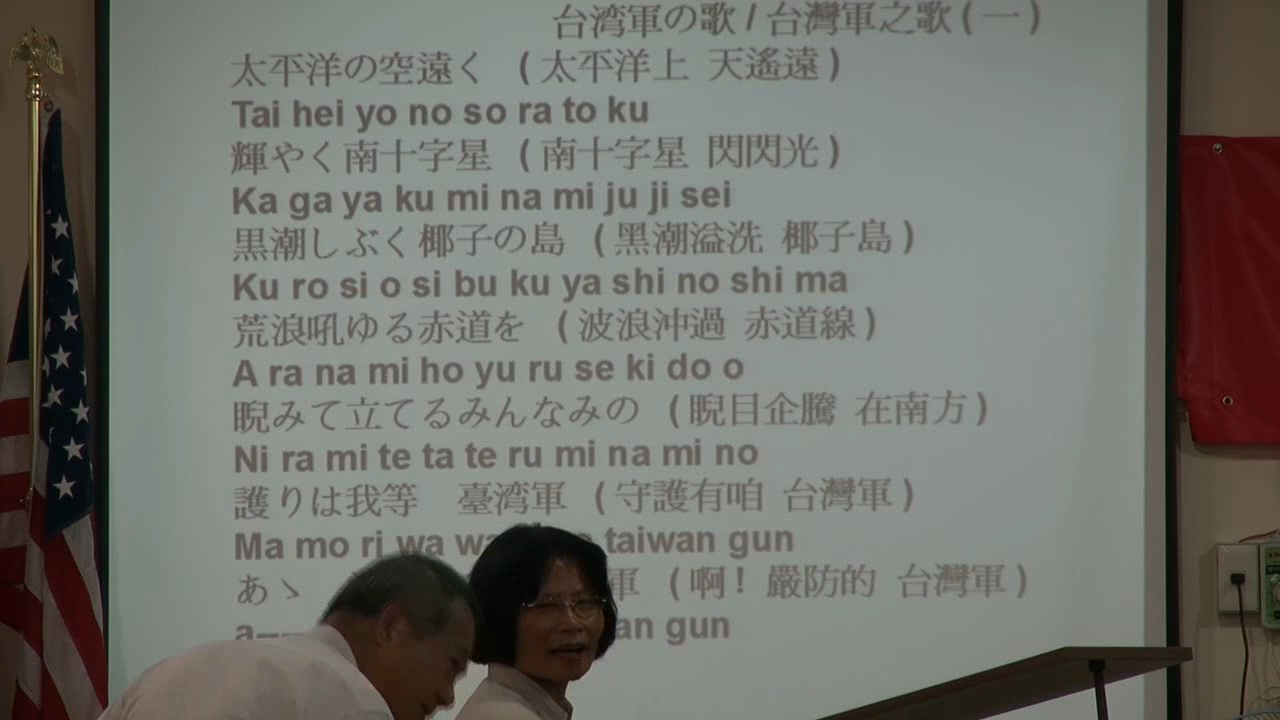 台湾軍の歌 / 台灣軍之歌 ( 一 )
太平洋の空遠く ( 太平洋上 天遙遠 )
Tai hei yo no so ra to ku
輝やく南十字星 ( 南十字星 閃閃光 )
Ka ga ya ku mi na mi ju ji sei
黒潮しぶく椰子の島 ( 黑潮溢洗 椰子島 )
Ku ro si o si bu ku ya shi no shi ma
荒浪吼ゆる赤道を ( 波浪沖過 赤道線 )
A ra na mi ho yu ru se ki do o
睨みて立てるみんなみの ( 睨目企騰 在南方 )
Ni ra mi te ta te ru mi na mi no
護りは我等 臺湾軍 ( 守護有咱 台灣軍 )
Ma mo ri wa wa taiwan gun
あゝ 軍 ( 啊! 嚴防的 台灣軍 )
a-- an gun